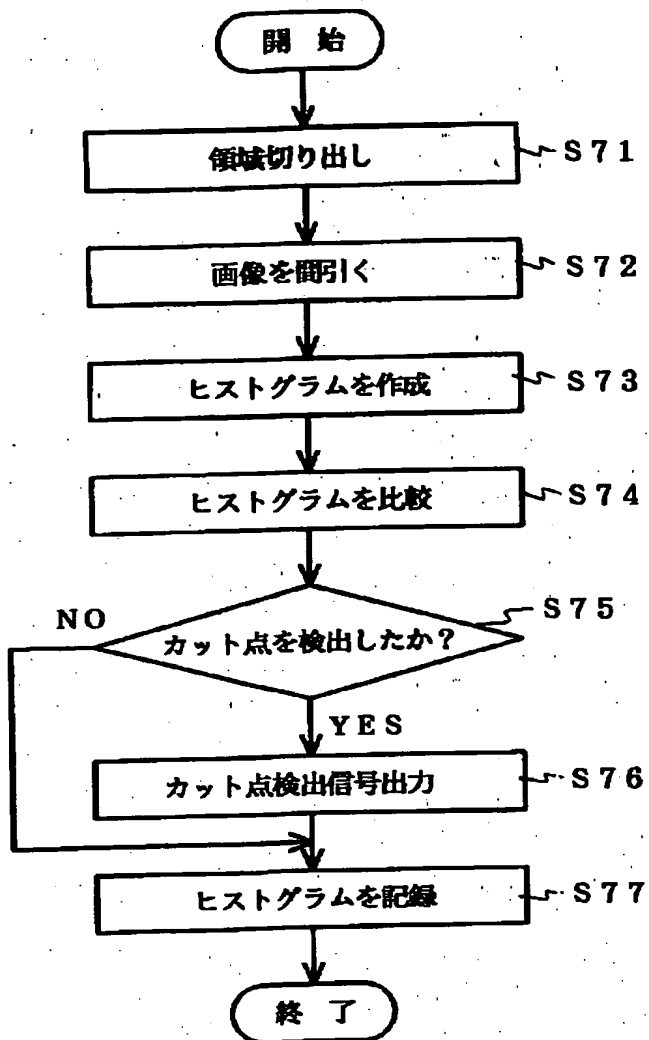 開 始
領域切り出し
S71
画像を間引く
S72
ヒストグラムを作成
S73
ヒストグラムを比較
S74
S75
NO
カット点を検出したか?
YES
カット点検出信号出力
S76
ヒストグラムを記録
S77
終 了